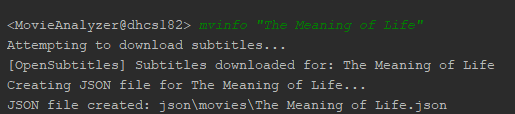 <MovieAnalyzer@dhcs182> mvinfo "The Meaning of Life"
Attempting to download subtitles...
[OpenSubtitles] Subtitles downloaded for: The Meaning of Life
Creating JSON file for The Meaning of Life...
JSON file created: json\movies\The Meaning of Life.json